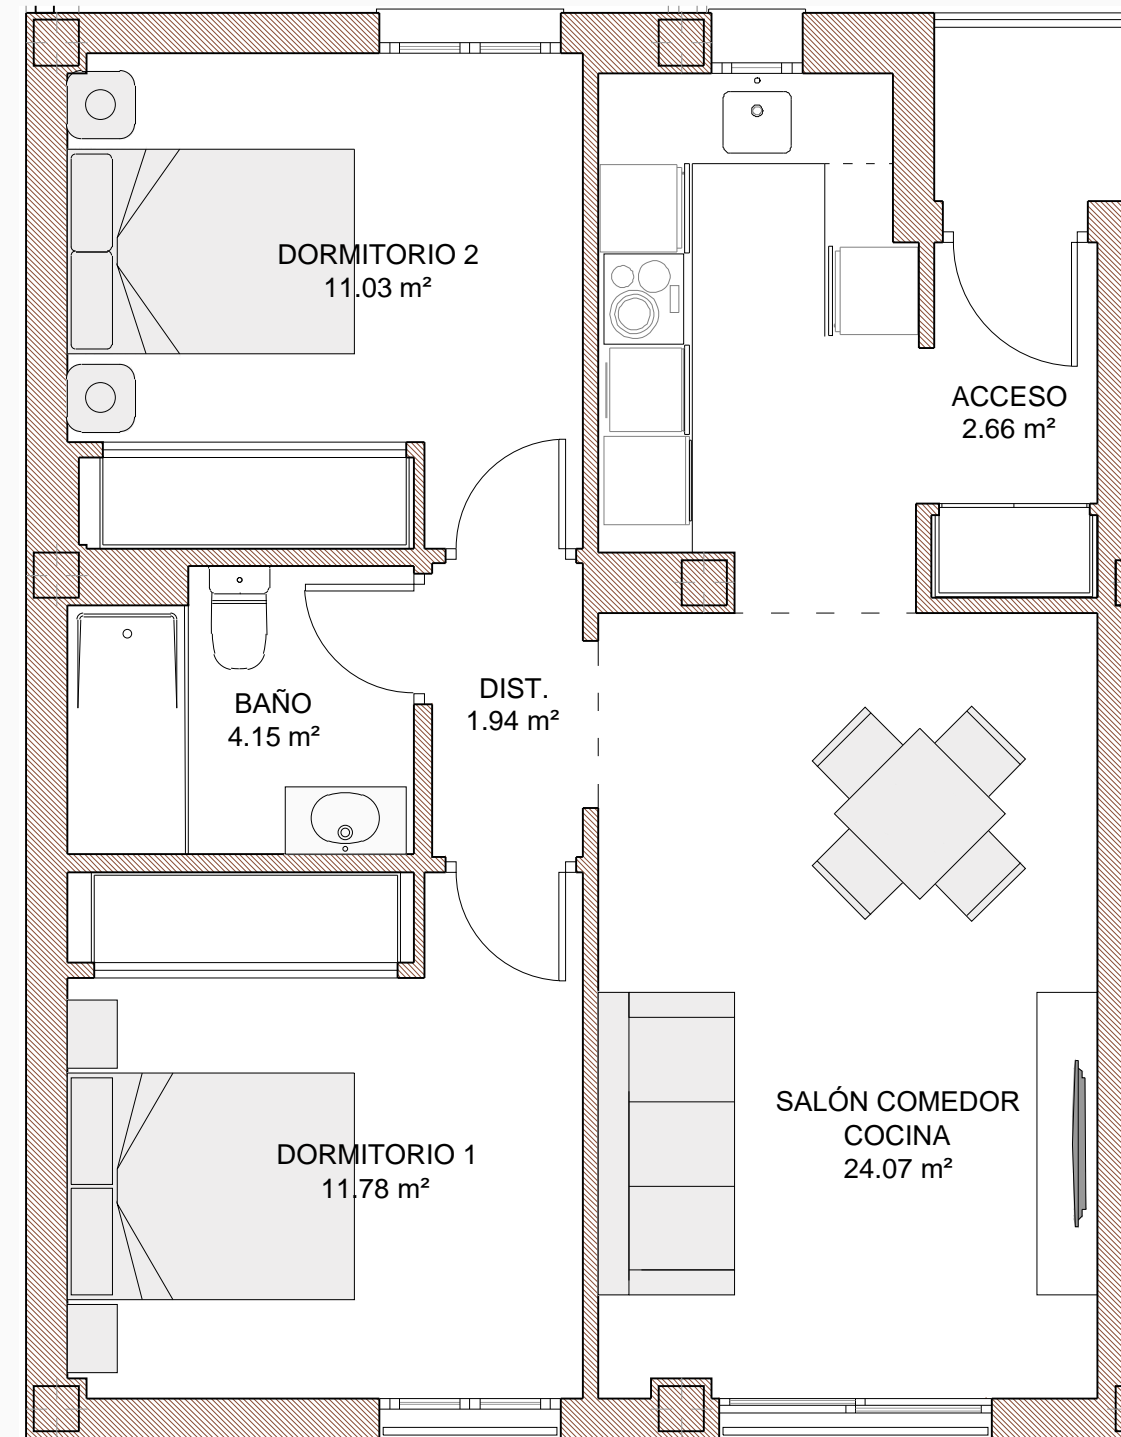 DORMITORIO 2
11.03 m²
ACCESO
2.66 m²
BAÑO
4.15 m²
DIST.
1.94 m²
SALÓN COMEDOR
COCINA
24.07 m²
DORMITORIO 1
11.78 m²